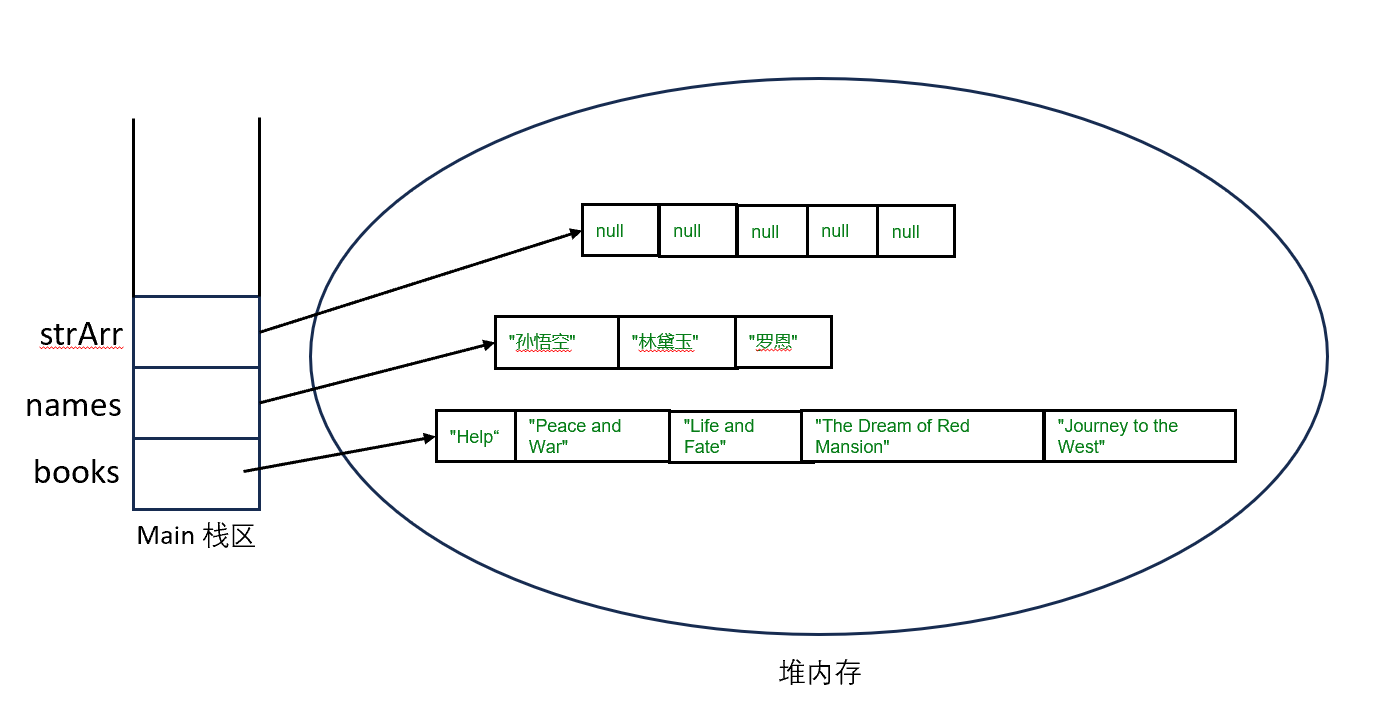 null null null null null
strArr
"孙悟空" "林黛玉" "罗恩"
names
"Help“ "Peace and War" "Life and Fate" "The Dream of Red Mansion" "Journey to the West"
books
Main 栈区
堆内存